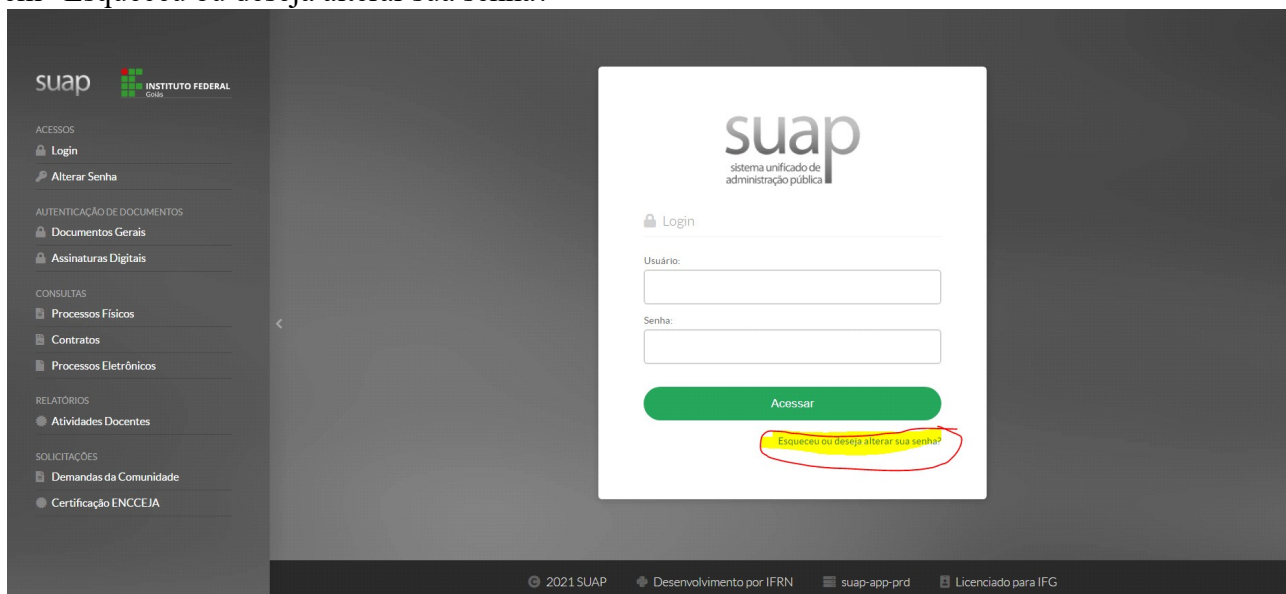 em "Esqueceu ou deseja alterar sua senha?"
suap
INSTITUTO FEDERAL
Goiás
ACESSOS
Login
Alterar Senha
AUTENTICAÇÃO DE DOCUMENTOS
Documentos Gerais
Assinaturas Digitais
CONSULTAS
Processos Físicos
Contratos
Processos Eletrônicos
RELATÓRIOS
Atividades Docentes
SOLICITAÇÕES
Demandas da Comunidade
Certificação ENCCEJA
suap
sistema unificado de
administração pública
Login
Usuário:
Senha:
Acessar
Esqueceu ou deseja alterar sua senha?
© 2021 SUAP Desenvolvimento por IFRN suap-app-prd Licenciado para IFG